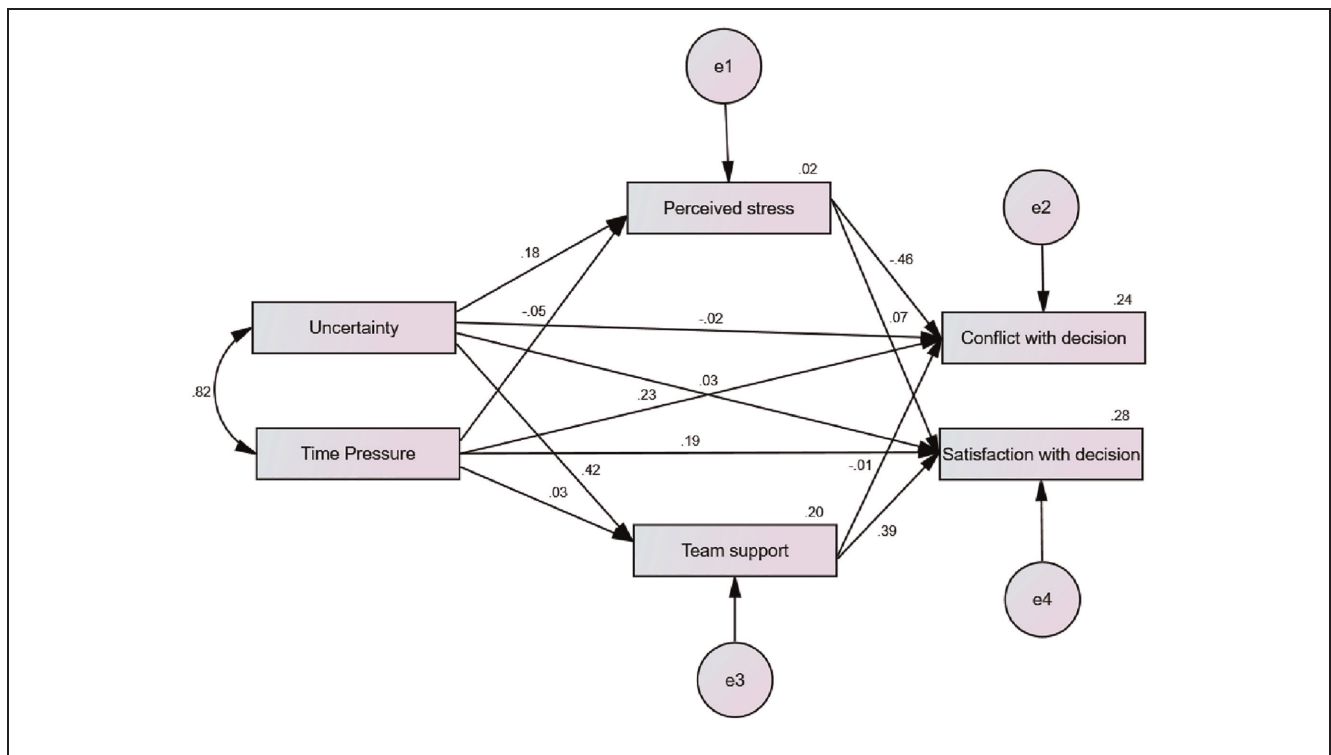 e1
.02
Perceived stress
e2
.18
-.46
.24
Uncertainty
-.05
-.02
.07
Conflict with decision
.82
.03
.23
.28
Time Pressure
.19
Satisfaction with decision
.42
-.01
.03
.20
.39
Team support
e4
e3